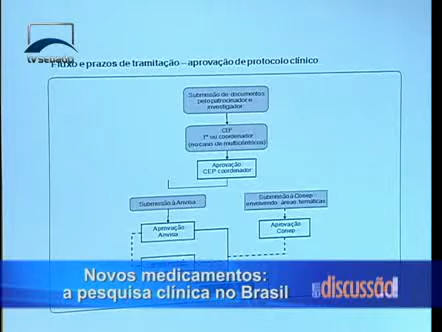 tv senado
Fluxo e prazos de tramitação – aprovação de protocolo clínico
Submissão de documentos
pelo patrocinador e
investigador
CEP
1º ou coordenador
(no caso de multicêntricos)
Aprovação
CEP coordenador
Submissão à Anvisa
Submissão à Conep
envolvendo áreas temáticas
Aprovação
Anvisa
Aprovação
Conep
Novos medicamentos:
a pesquisa clínica no Brasil
em discussão!